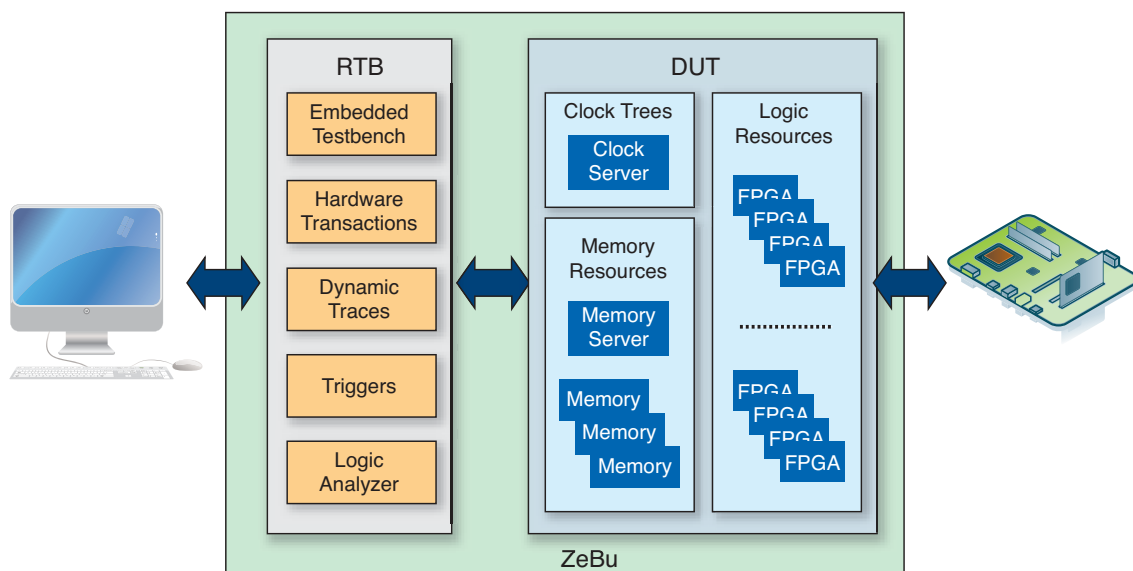 RTB
Embedded
Testbench
Hardware
Transactions
Dynamic
Traces
Triggers
Logic
Analyzer
DUT
Clock Trees
Clock
Server
Memory
Resources
Memory
Server
Memory
Memory
Memory
Logic
Resources
FPGA
FPGA
FPGA
FPGA
FPGA
FPGA
FPGA
FPGA
ZeBu